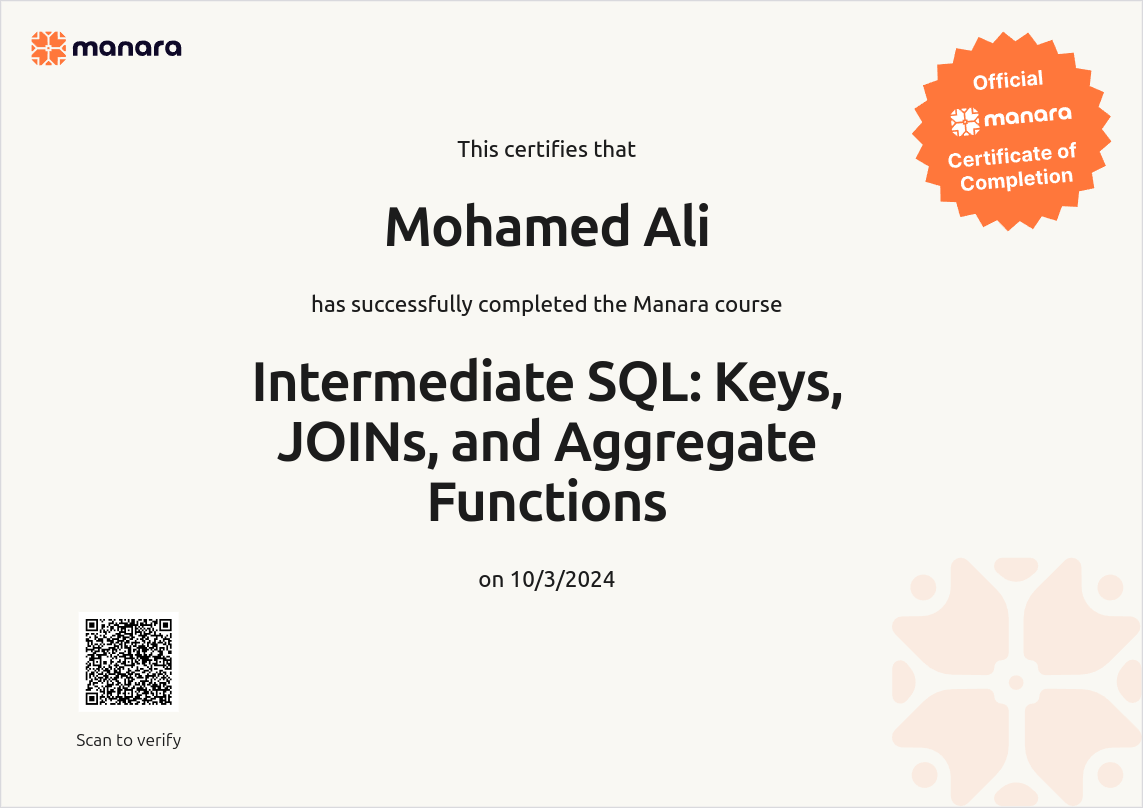 manara
Official
manara
Certificate of
Completion
This certifies that
Mohamed Ali
has successfully completed the Manara course
Intermediate SQL: Keys,
JOINs, and Aggregate
Functions
on 10/3/2024
Scan to verify